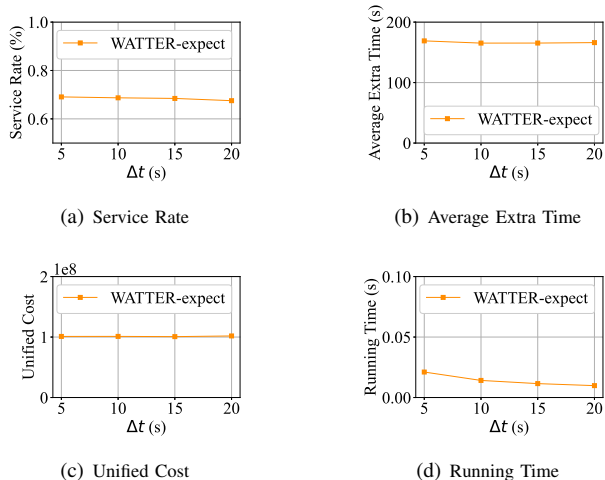 1.0
0.8
0.6
5 10 15 20
Service Rate (%)
WATTER-expect
Δt (s)
(a) Service Rate
200
100
0
5 10 15 20
Average Extra Time (s)
WATTER-expect
Δt (s)
(b) Average Extra Time
1e8
2
1
0
5 10 15 20
Unified Cost
WATTER-expect
Δt (s)
(c) Unified Cost
0.10
0.05
0.00
5 10 15 20
Running Time (s)
WATTER-expect
Δt (s)
(d) Running Time